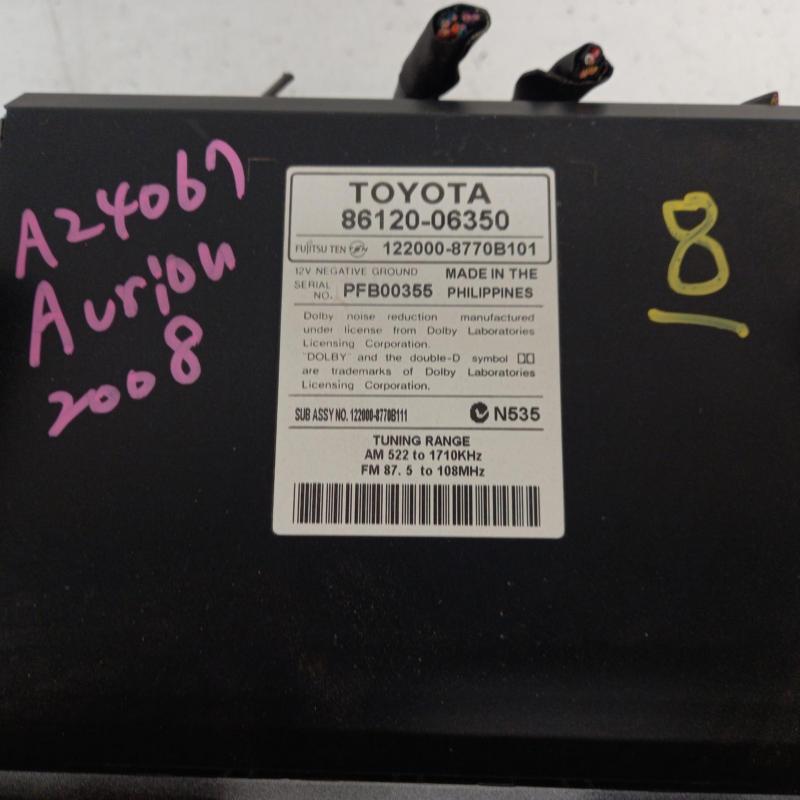 A24067
Aurion
2008
TOYOTA
86120-06350
FUJITSU TEN 122000-8770B101
12V NEGATIVE GROUND
SERIAL NO. PFB00355
MADE IN THE PHILIPPINES
Dolby noise reduction manufactured
under license from Dolby Laboratories
Licensing Corporation.
"DOLBY" and the double-D symbol
are trademarks of Dolby Laboratories
Licensing Corporation.
SUB ASSY NO. 122000-8770B111
N535
TUNING RANGE
AM 522 to 1710KHz
FM 87. 5 to 108MHz
8